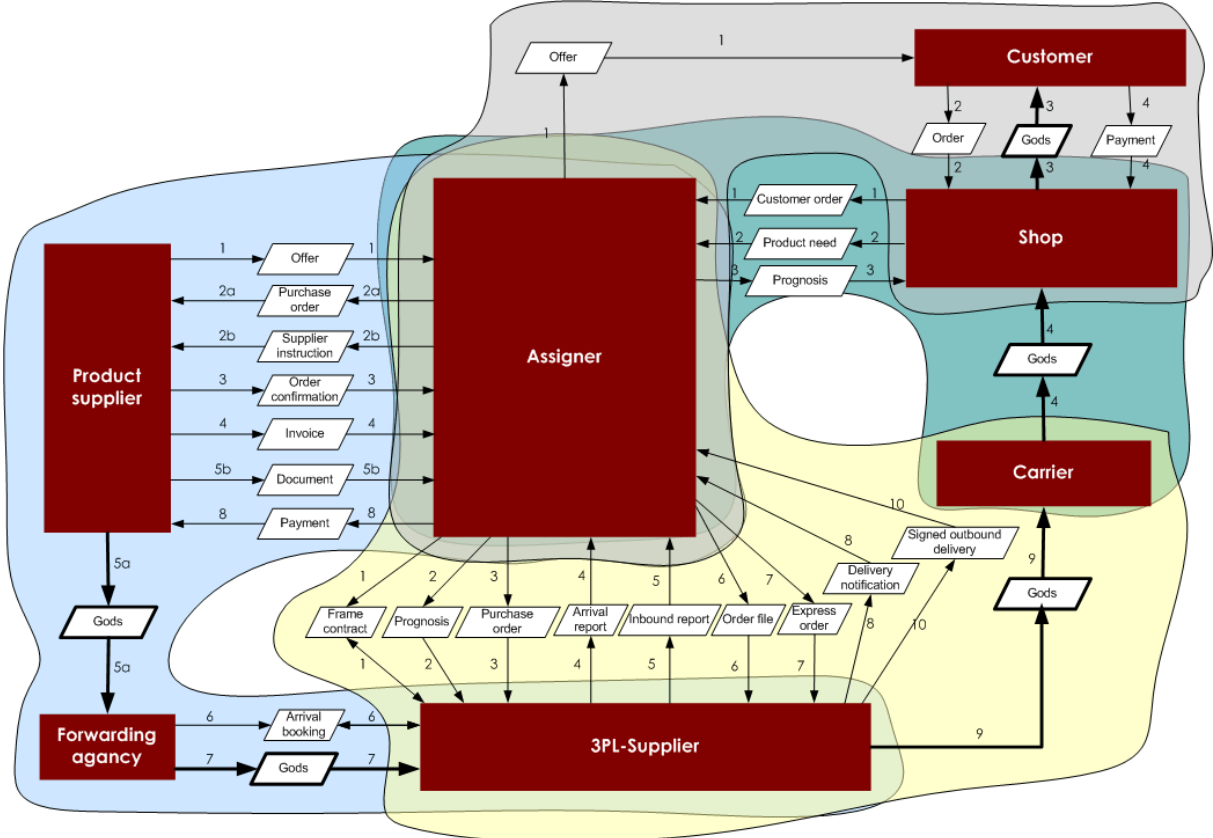 1
Offer
Customer
2
3
4
Order
Gods
Payment
1
2
3
4
1
Customer order
1
Shop
2
Product need
2
3
Prognosis
3
1
Offer
1
2a
Purchase
order
2a
2b
Supplier
instruction
2b
Product
supplier
Assigner
3
Order
confirmation
3
4
Invoice
4
5b
Document
5b
8
Payment
8
4
Gods
4
Carrier
10
Signed outbound
delivery
8
Delivery
notification
9
Gods
5a
Gods
5a
1
2
3
4
5
6
7
Frame
contract
Prognosis
Purchase
order
Arrival
report
Inbound report
Order file
Express
order
8
10
1
2
3
4
5
6
7
Forwarding
agancy
6
Arrival
booking
6
7
Gods
7
3PL-Supplier
9